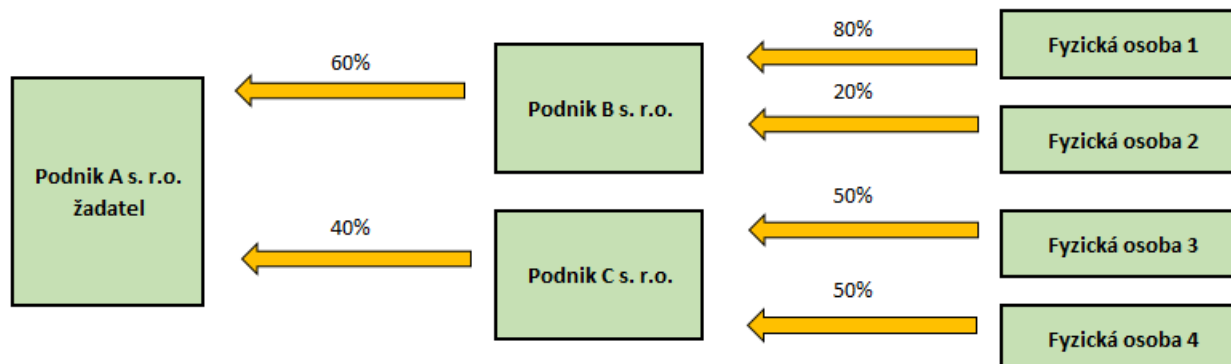 Podnik A s. r.o.
žadatel
60%
40%
Podnik B s. r.o.
Podnik C s. r.o.
80%
20%
50%
50%
Fyzická osoba 1
Fyzická osoba 2
Fyzická osoba 3
Fyzická osoba 4